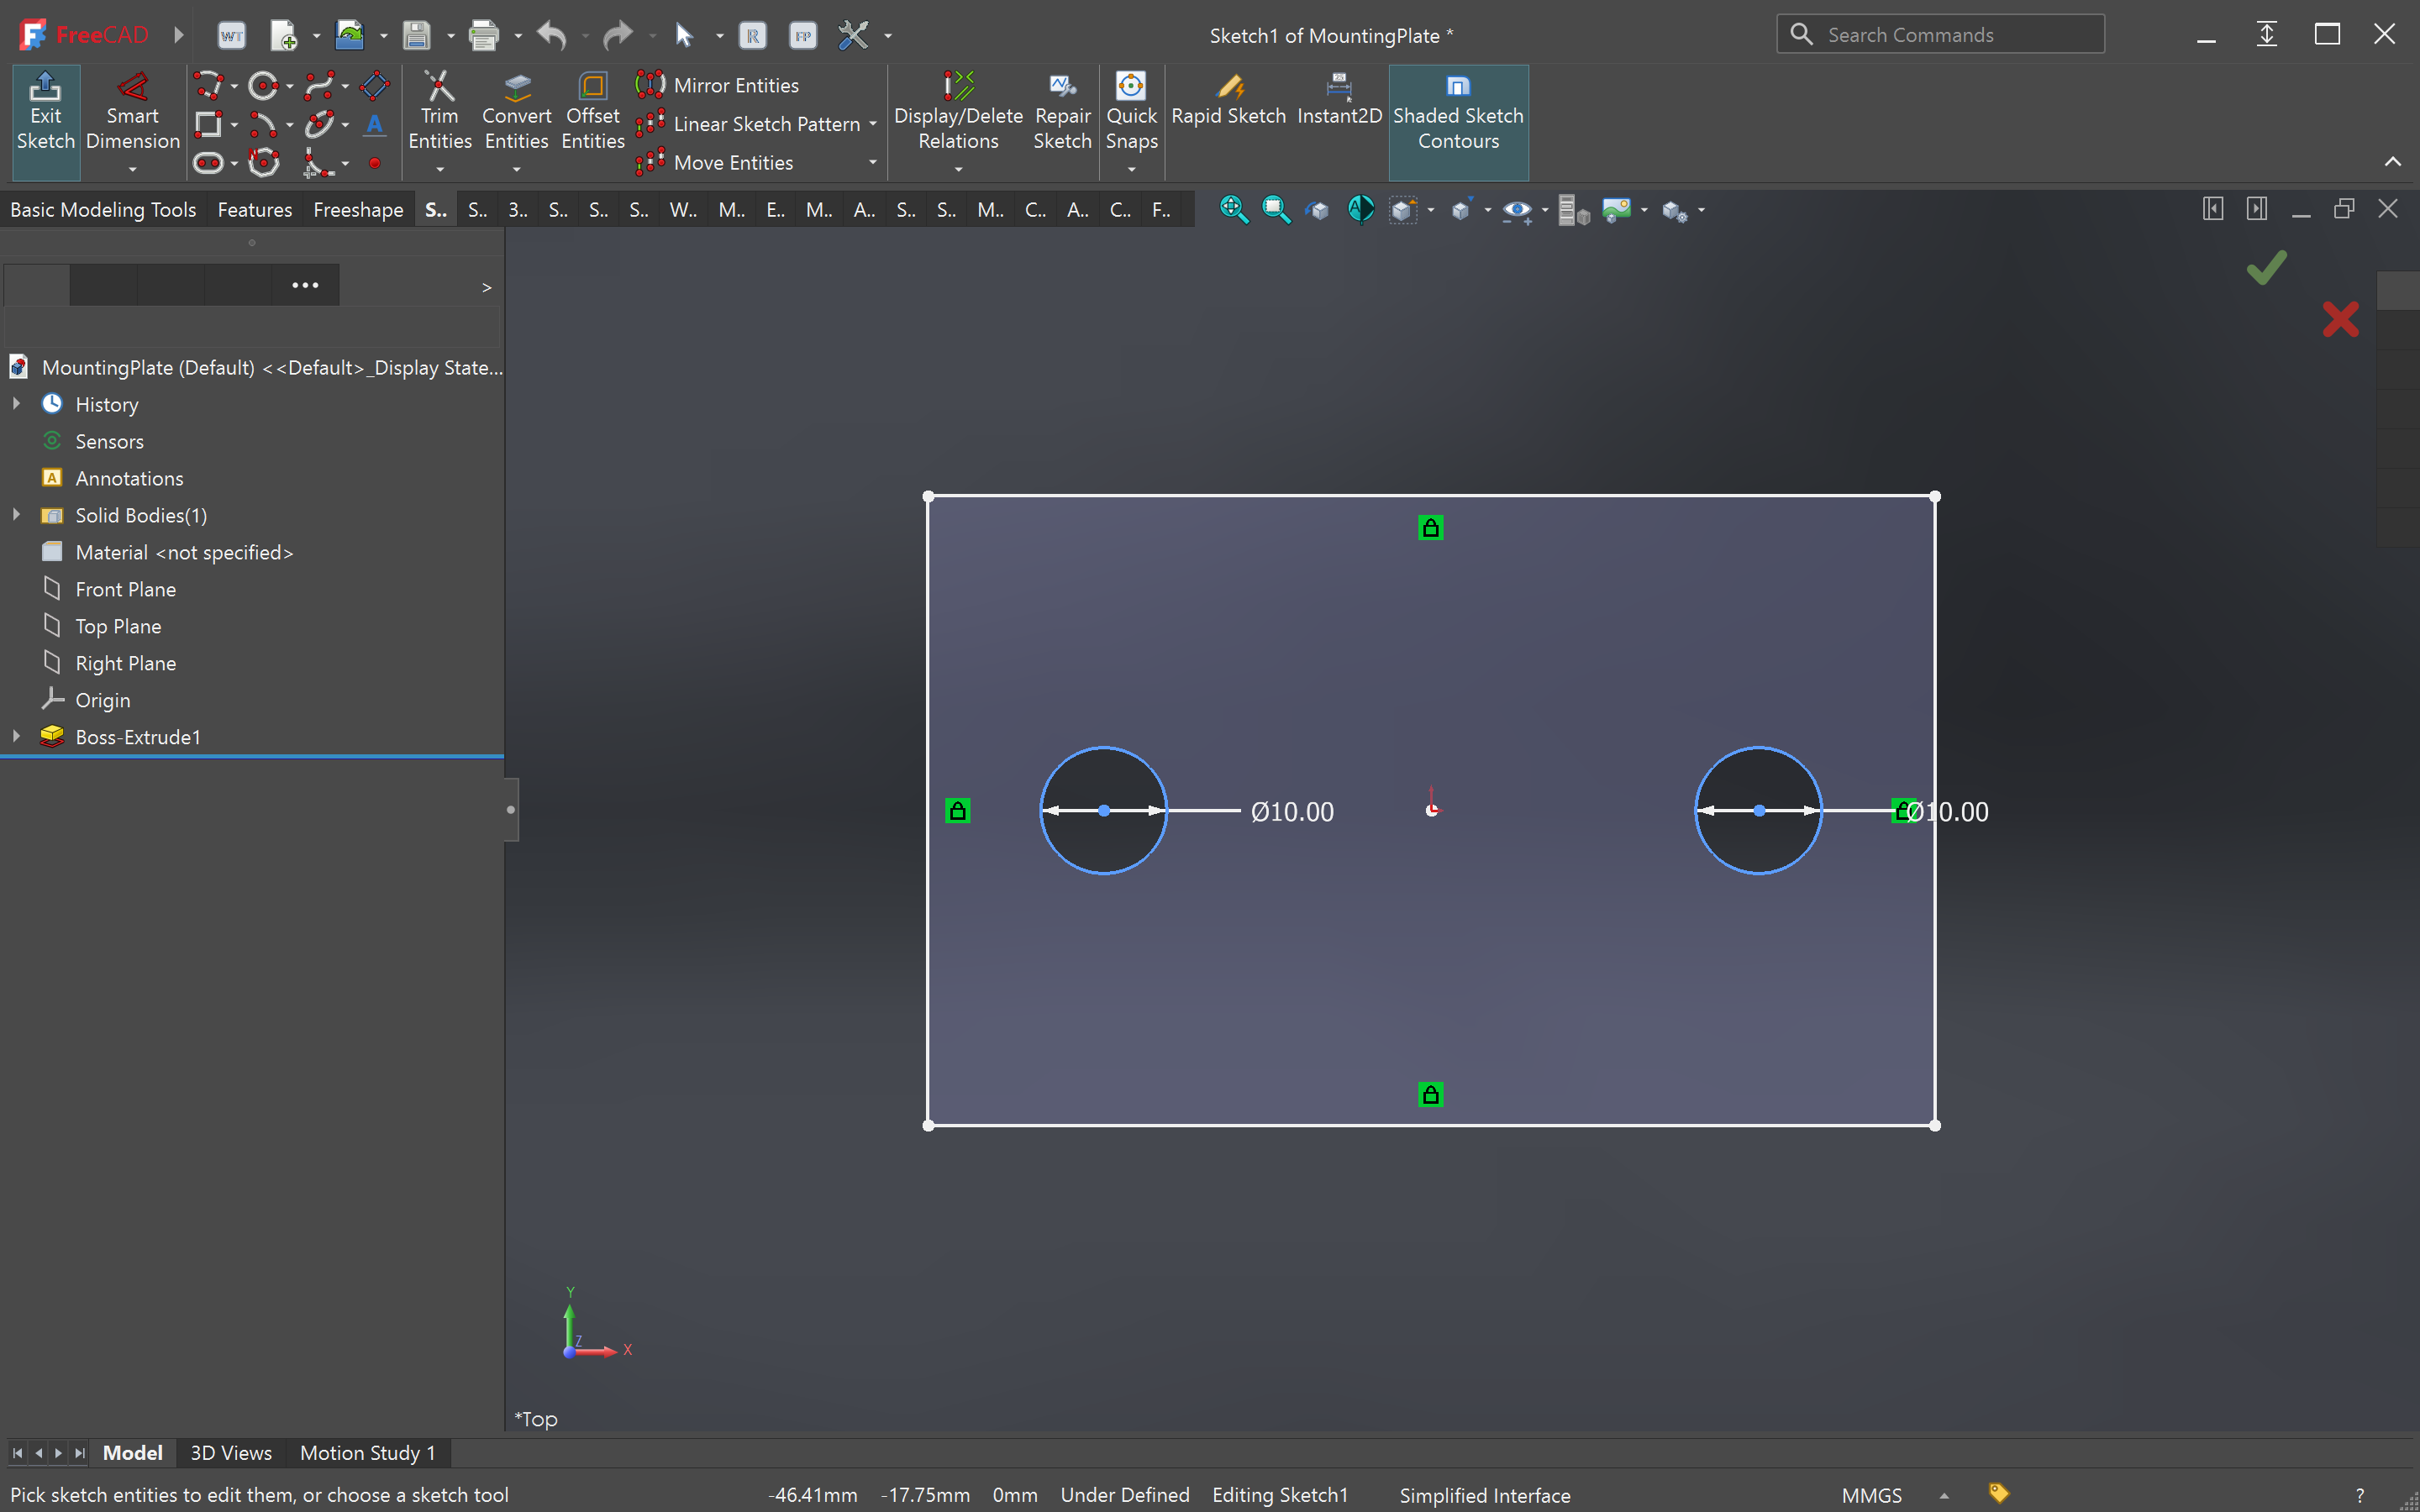 FreeCAD
WT
R
FP
Sketch1 of MountingPlate *
Search Commands
Exit Sketch
Smart Dimension
A
Trim Entities
Convert Entities
Offset Entities
Mirror Entities
Linear Sketch Pattern
Move Entities
Display/Delete Relations
Repair Sketch
Quick Snaps
Rapid Sketch
Instant2D
Shaded Sketch Contours
Basic Modeling Tools Features Freeshape S.. S.. 3.. S.. S.. S.. W.. M.. E.. M.. A.. S.. S.. M.. C.. A.. C.. F..
MountingPlate (Default) <<Default>_Display State...
History
Sensors
Annotations
Solid Bodies(1)
Material <not specified>
Front Plane
Top Plane
Right Plane
Origin
Boss-Extrude1
Ø10.00
Ø10.00
Y
Z
X
*Top
Model 3D Views Motion Study 1
Pick sketch entities to edit them, or choose a sketch tool
-46.41mm -17.75mm 0mm Under Defined Editing Sketch1 Simplified Interface MMGS ?